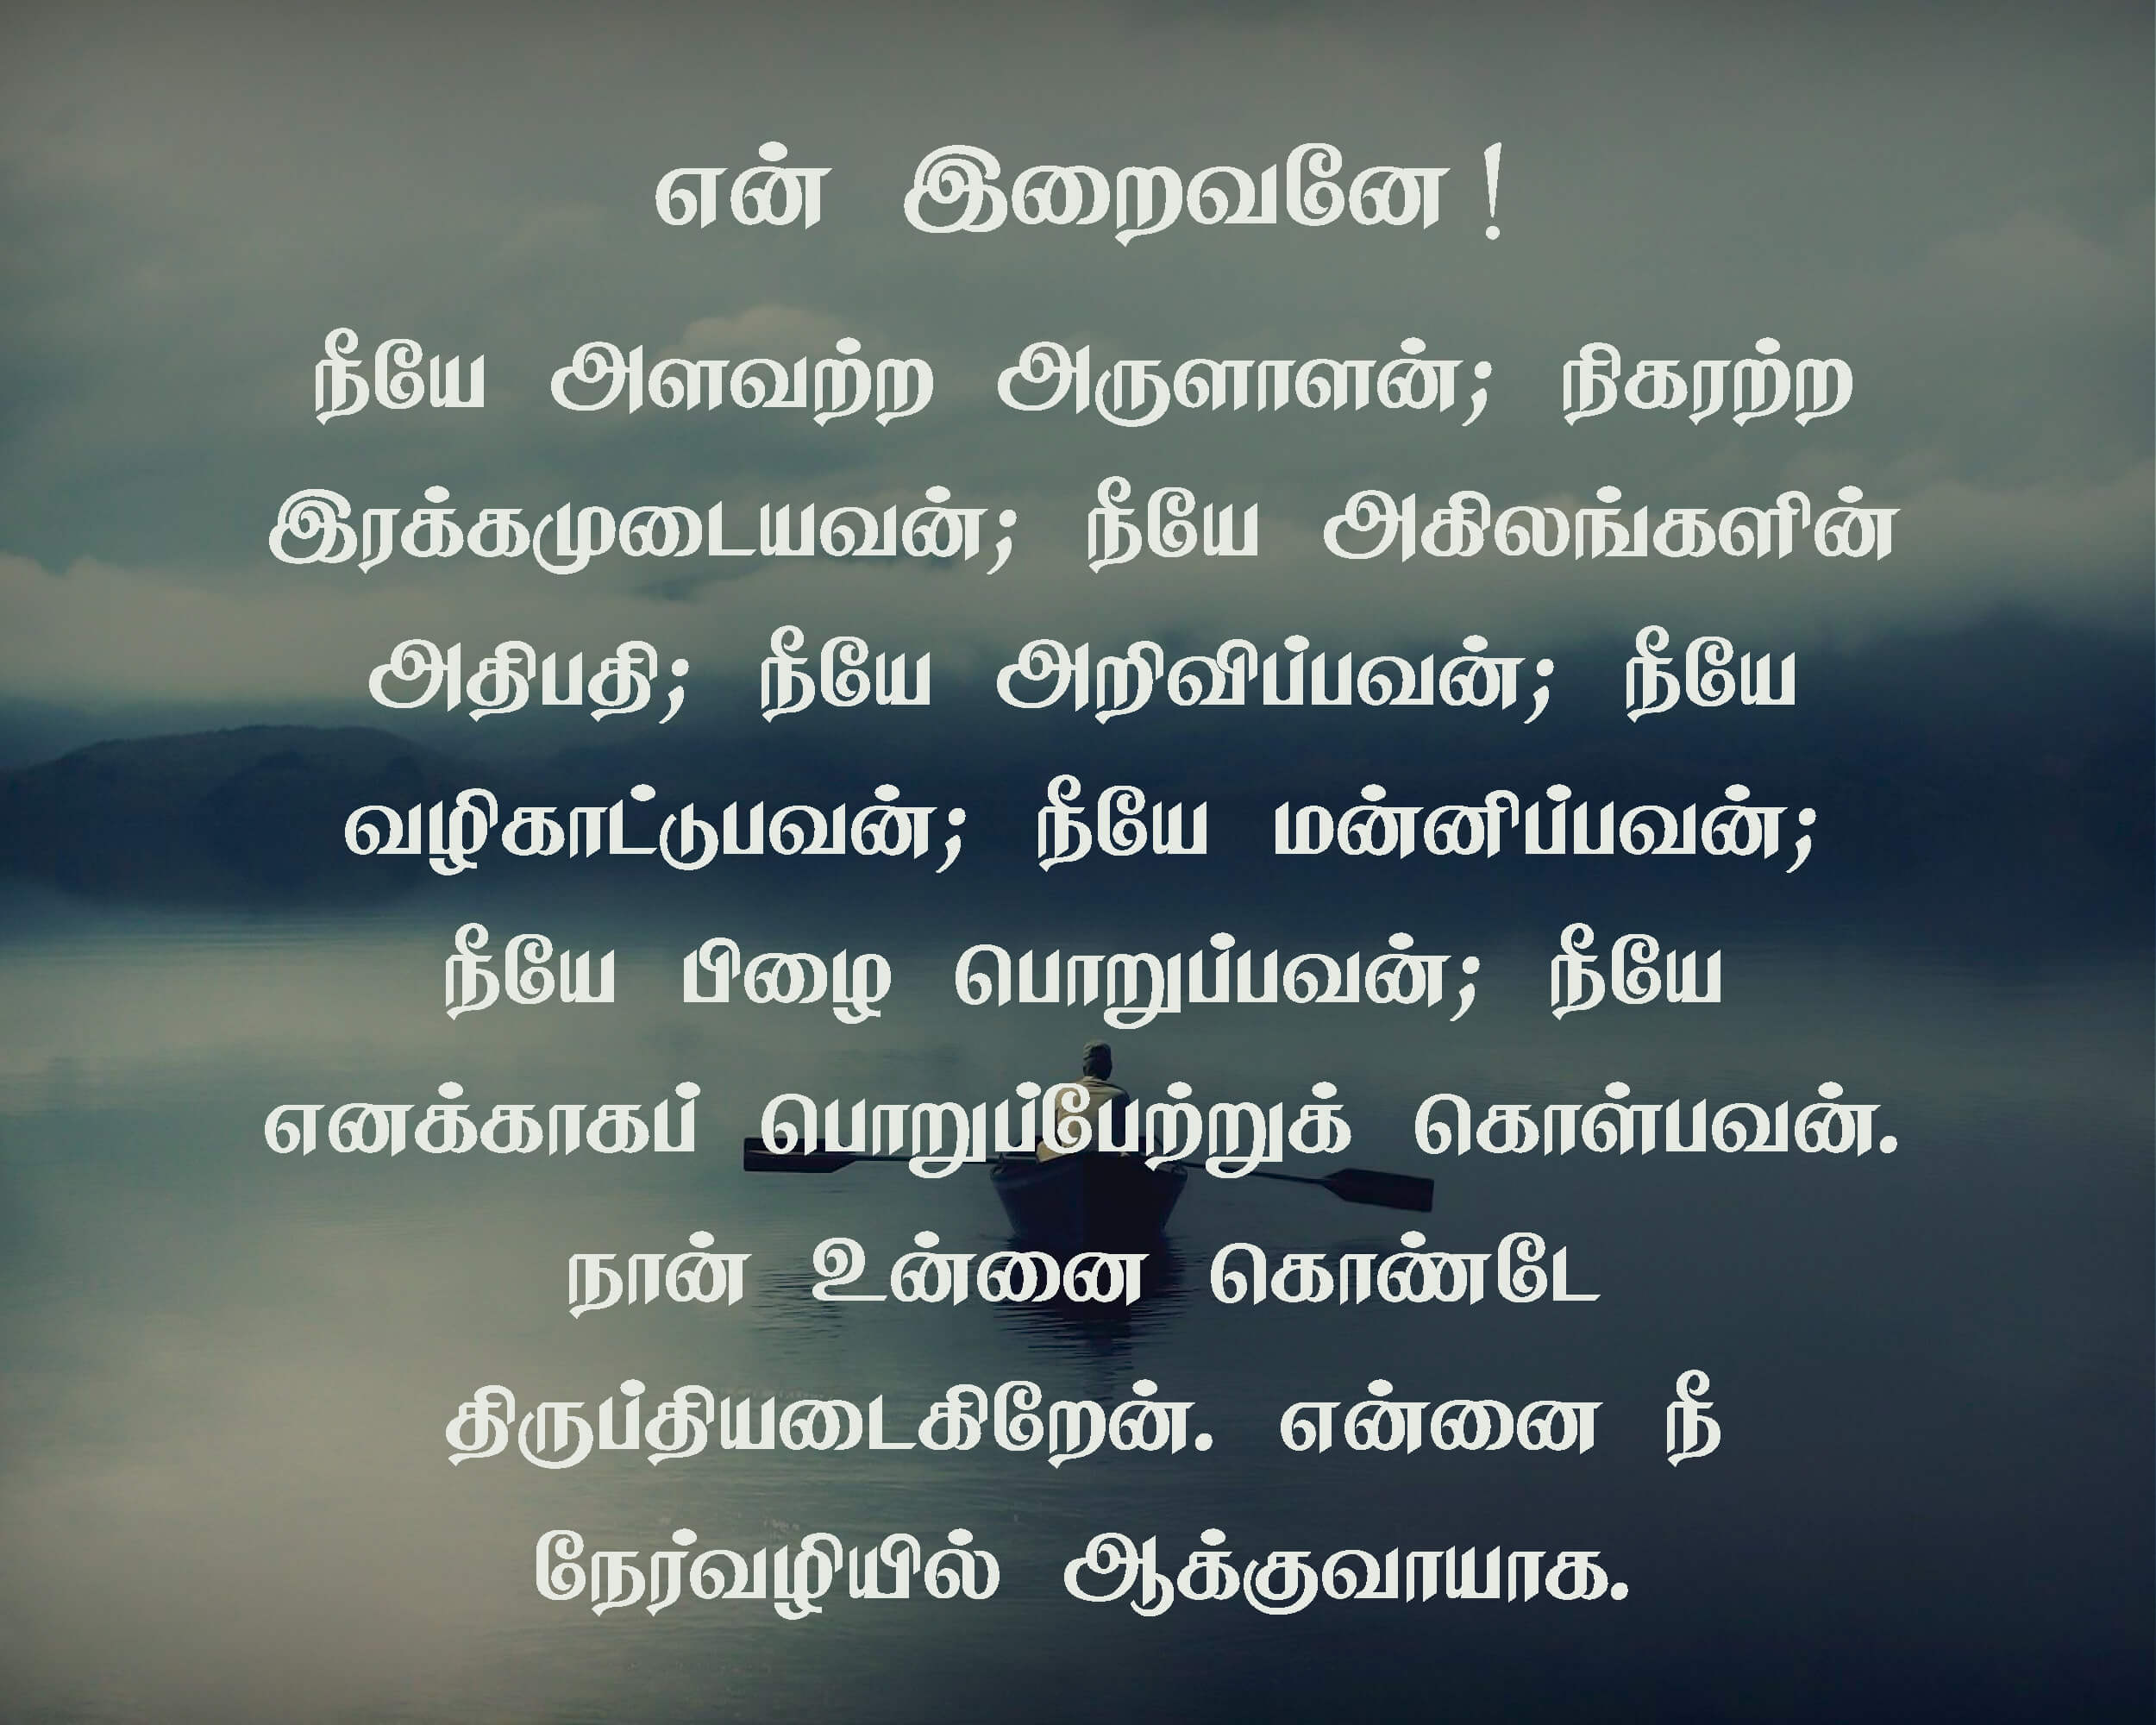 என் இறைவனே!
நீயே அளவற்ற அருளாளன்; நிகரற்ற
இரக்கமுடையவன்; நீயே அகிலங்களின்
அதிபதி; நீயே அறிவிப்பவன்; நீயே
வழிகாட்டுபவன்; நீயே மன்னிப்பவன்;
நீயே பிழை பொறுப்பவன்; நீயே
எனக்காகப் பொறுப்பேற்றுக் கொள்பவன்.
நான் உன்னை கொண்டே
திருப்தியடைகிறேன். என்னை நீ
நேர்வழியில் ஆக்குவாயாக.